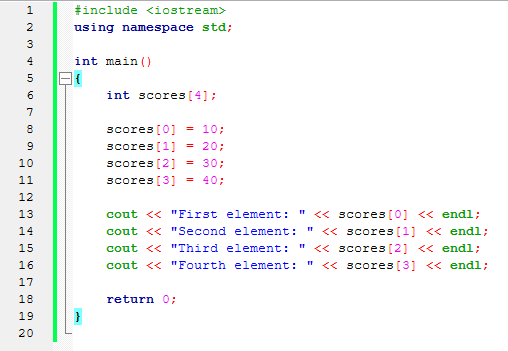 1 #include <iostream>
2 using namespace std;
3
4 int main()
5 {
6 int scores[4];
7
8 scores[0] = 10;
9 scores[1] = 20;
10 scores[2] = 30;
11 scores[3] = 40;
12
13 cout << "First element: " << scores[0] << endl;
14 cout << "Second element: " << scores[1] << endl;
15 cout << "Third element: " << scores[2] << endl;
16 cout << "Fourth element: " << scores[3] << endl;
17
18 return 0;
19 }
20